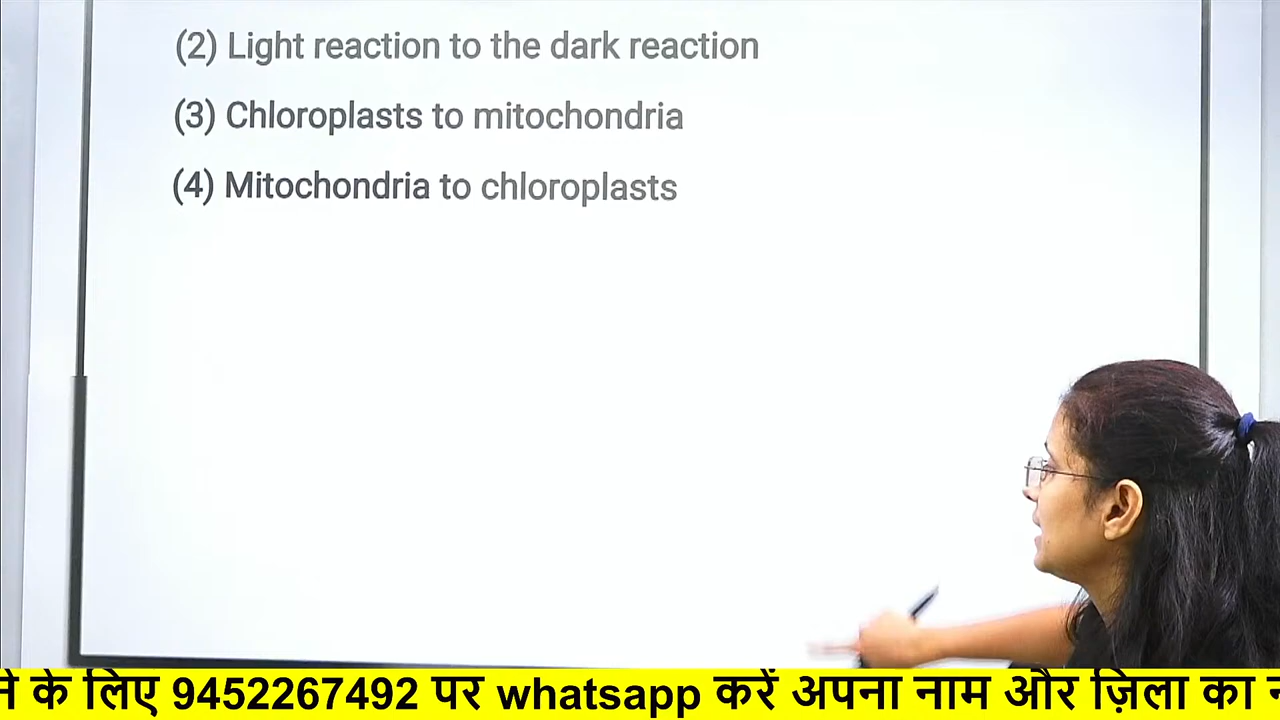 (2) Light reaction to the dark reaction
(3) Chloroplasts to mitochondria
(4) Mitochondria to chloroplasts
के लिए 9452267492 पर whatsapp करें अपना नाम और ज़िला का